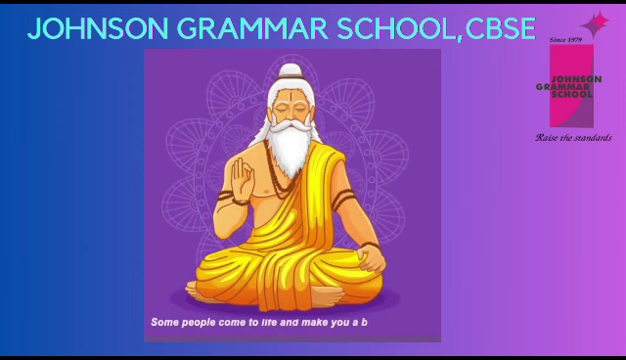 JOHNSON GRAMMAR SCHOOL,CBSE
Since 1979
JOHNSON
GRAMMAR
SCHOOL
Raise the standards
Some people come to life and make you a b